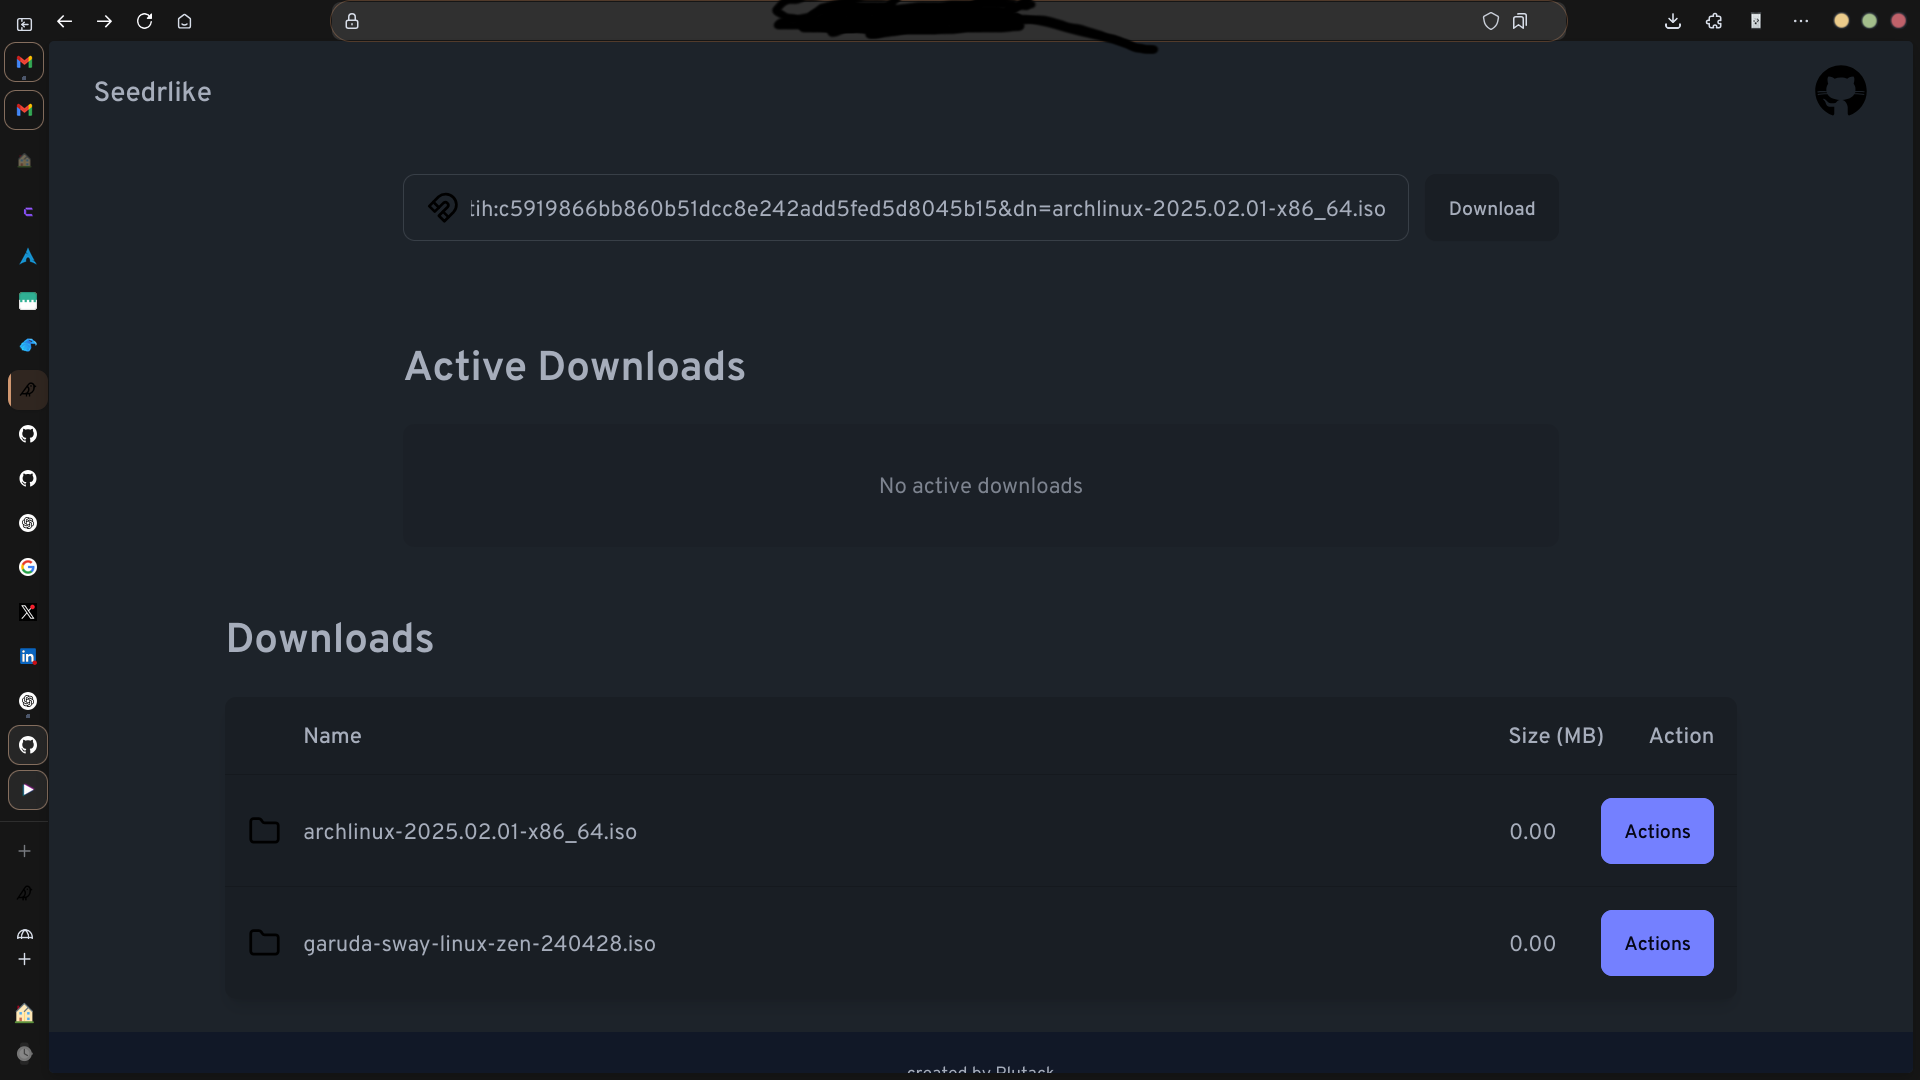 Seedrlike
tih:c5919866bb860b51dcc8e242add5fed5d8045b15&dn=archlinux-2025.02.01-x86_64.iso
Download
Active Downloads
No active downloads
Downloads
Name Size (MB) Action
archlinux-2025.02.01-x86_64.iso 0.00 Actions
garuda-sway-linux-zen-240428.iso 0.00 Actions
created by Plutack